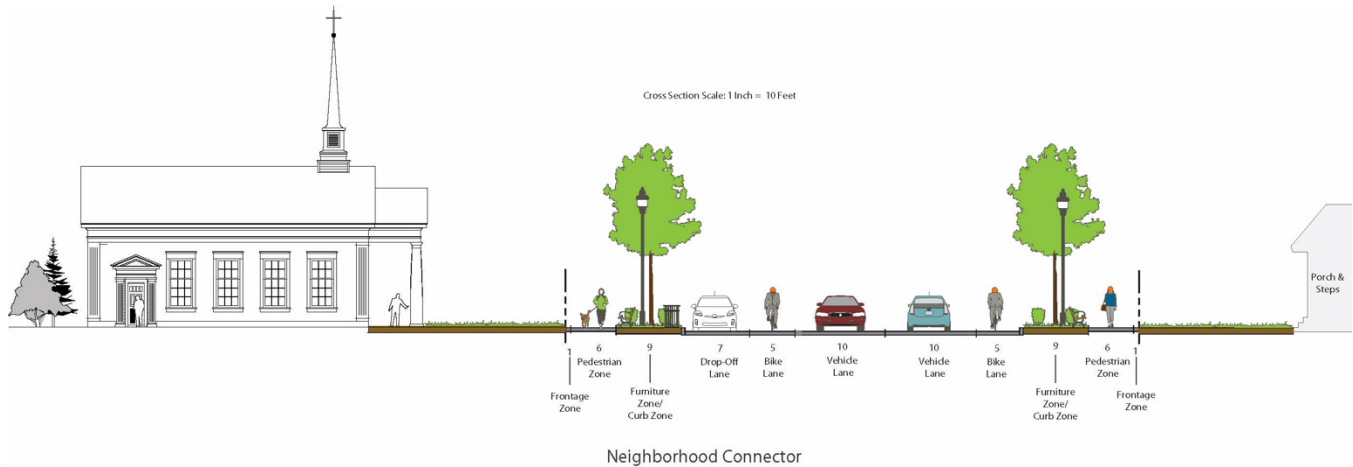 Cross Section Scale: 1 Inch = 10 Feet
Porch &
Steps
1
Frontage
Zone
6
Pedestrian
Zone
9
Furniture
Zone/
Curb Zone
7
Drop-Off
Lane
5
Bike
Lane
10
Vehicle
Lane
10
Vehicle
Lane
5
Bike
Lane
9
Furniture
Zone/
Curb Zone
6
Pedestrian
Zone
1
Frontage
Zone
Neighborhood Connector